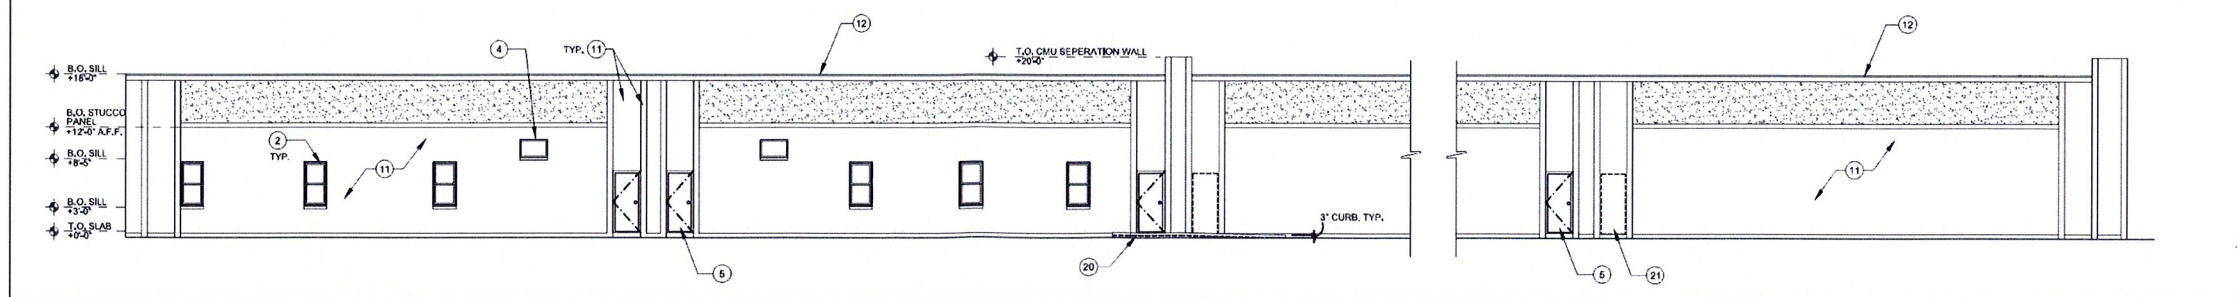 12
12
4
TYP. 11
T.O. CMU SEPERATION WALL
+20'-0"
B.O. SILL
+16'-0"
B.O. STUCCO
PANEL
+12'-0" A.F.F.
2
TYP.
11
B.O. SILL
+8'-5"
11
B.O. SILL
+3'-0"
T.O. SLAB
+0'-0"
3" CURB, TYP.
20
5
5
21